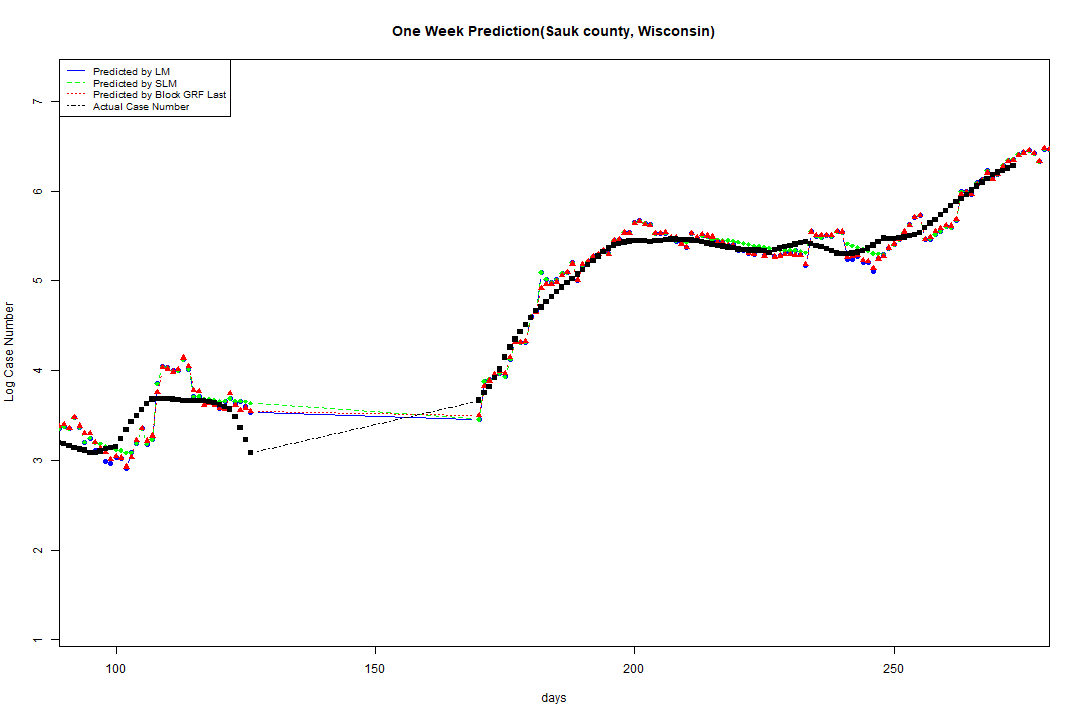 One Week Prediction(Sauk county, Wisconsin)
Predicted by LM
Predicted by SLM
Predicted by Block GRF Last
Actual Case Number
7
6
5
4
3
2
1
Log Case Number
100 150 200 250
days